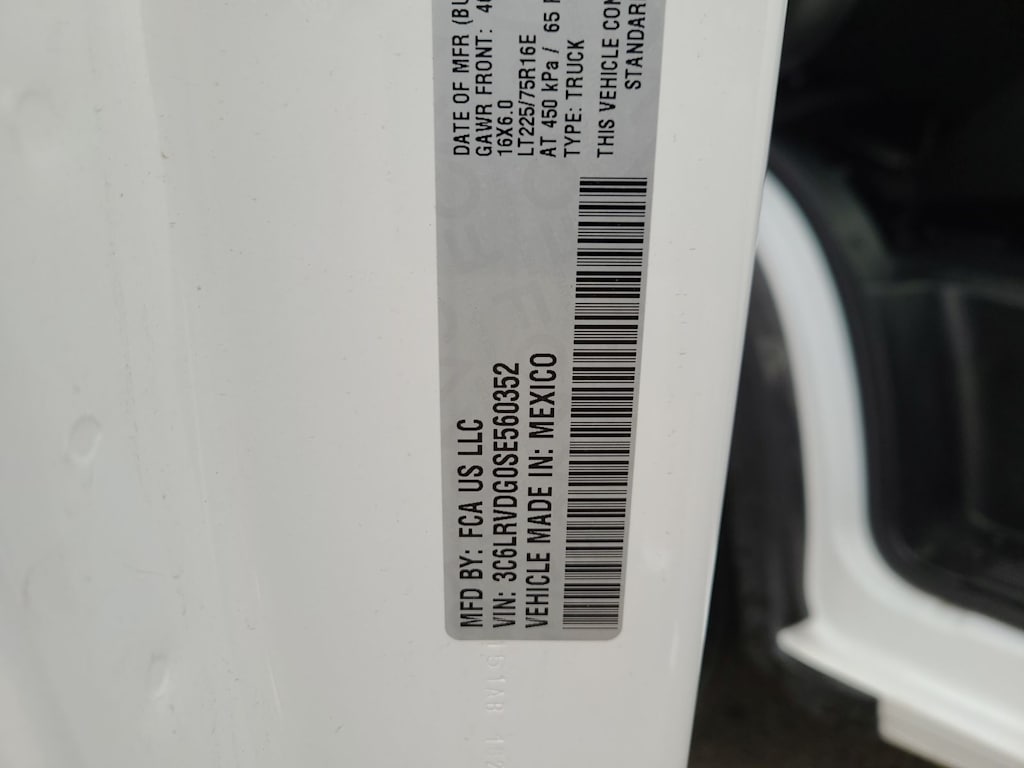 MFD BY: FCA US LLC
VIN: 3C6LRVDG0SE560352
VEHICLE MADE IN: MEXICO
DATE OF MFR
GAWR FRONT:
16X6.0
LT225/75R16E
AT 450 kPa / 65
TYPE: TRUCK
THIS VEHICLE